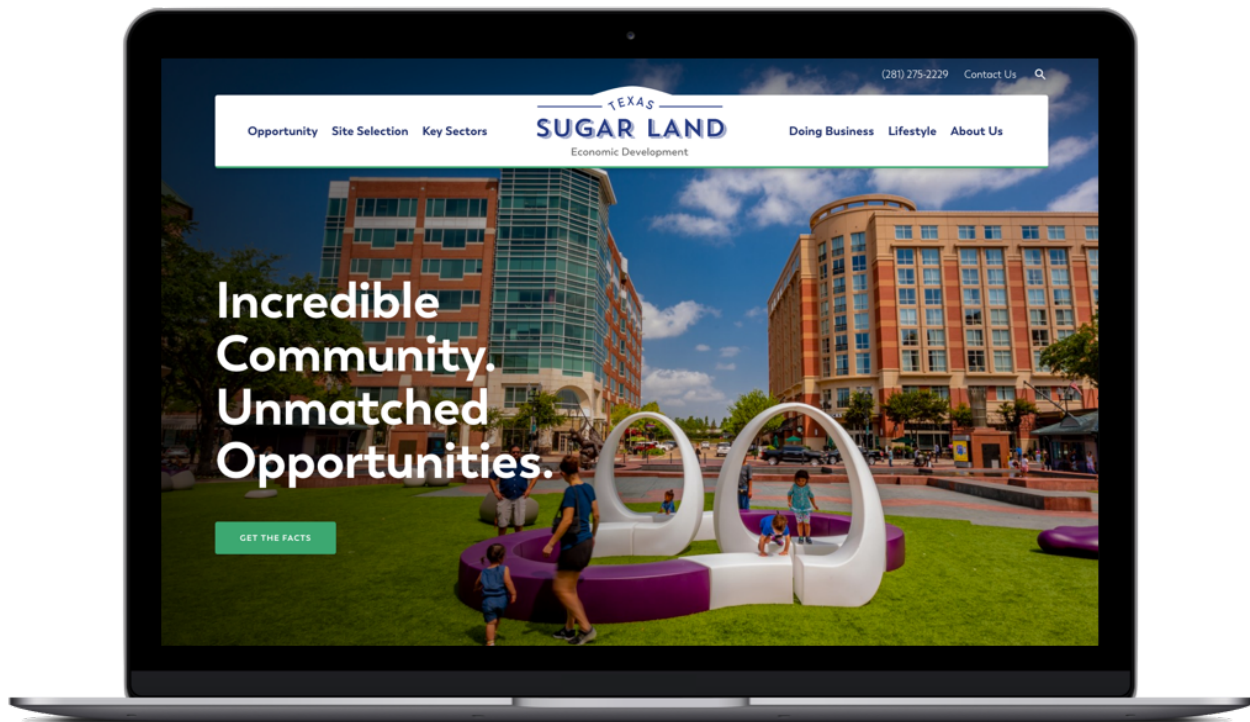 (281) 275-2229 Contact Us
TEXAS
Opportunity Site Selection Key Sectors SUGAR LAND Doing Business Lifestyle About Us
Economic Development
Incredible
Community.
Unmatched
Opportunities.
GET THE FACTS